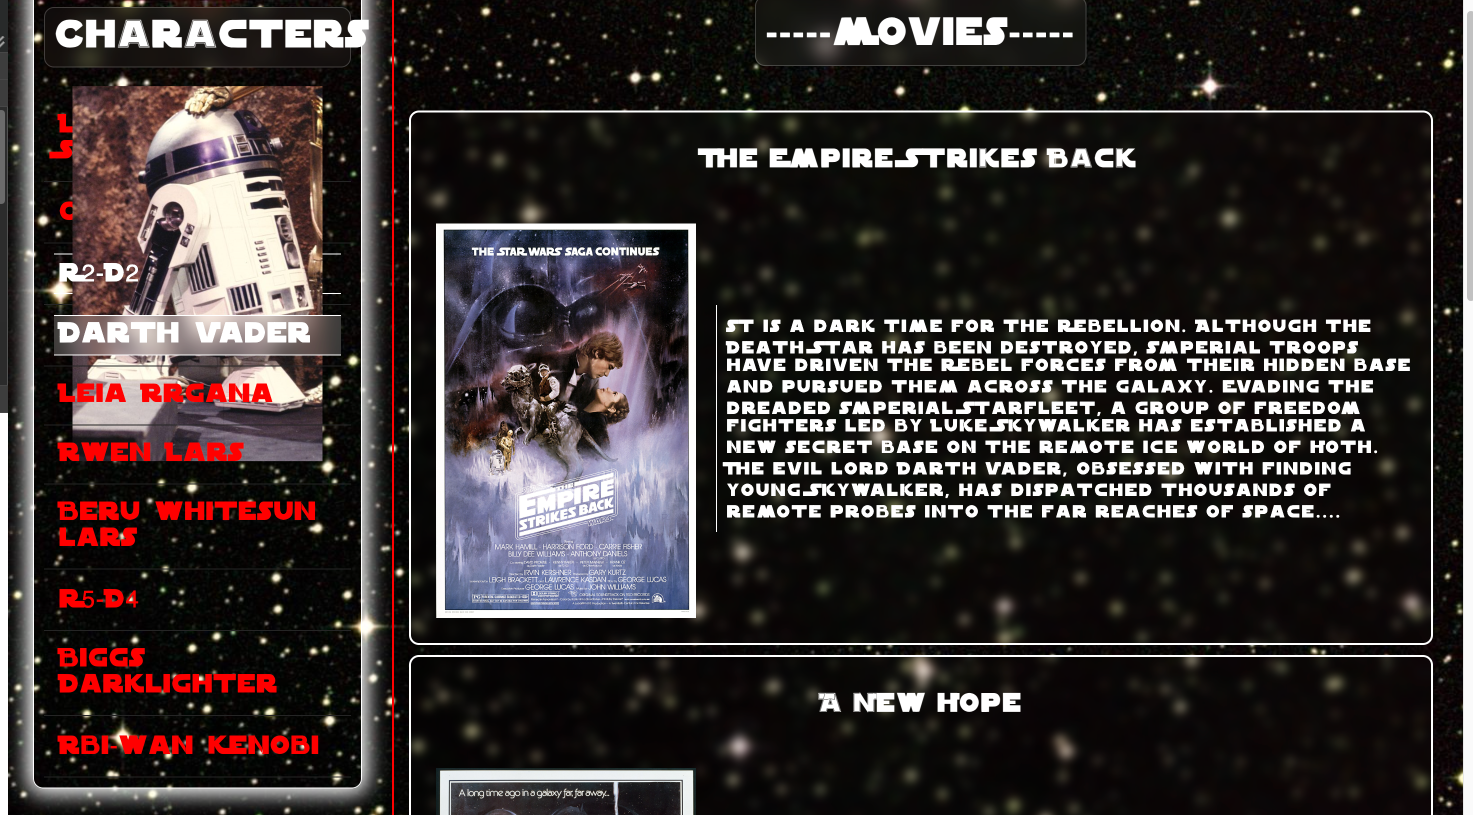 CHARACTERS
L
S
C
R2-D2
DARTH VADER
LEIA RRGANA
RWEN LARS
BERU WHITESUN
LARS
R5-D4
BIGGS
DARKLIGHTER
RBI-WAN KENOBI
-----MOVIES-----
THE EMPIRE STRIKES BACK
THE STAR WARS SAGA CONTINUES
THE
EMPIRE
STRIKES BACK
MARK HAMILL · HARRISON FORD · CARRIE FISHER
BILLY DEE WILLIAMS · ANTHONY DANIELS
IRVIN KERSHNER GARY KURTZ
LEIGH BRACKETT LAWRENCE KASDAN GEORGE LUCAS
GEORGE LUCAS JOHN WILLIAMS
PG
ST IS A DARK TIME FOR THE REBELLION. ALTHOUGH THE
DEATH STAR HAS BEEN DESTROYED, SMPERIAL TROOPS
HAVE DRIVEN THE REBEL FORCES FROM THEIR HIDDEN BASE
AND PURSUED THEM ACROSS THE GALAXY. EVADING THE
DREADED SMPERIAL STARFLEET, A GROUP OF FREEDOM
FIGHTERS LED BY LUKE SKYWALKER HAS ESTABLISHED A
NEW SECRET BASE ON THE REMOTE ICE WORLD OF HOTH.
THE EVIL LORD DARTH VADER, OBSESSED WITH FINDING
YOUNG SKYWALKER, HAS DISPATCHED THOUSANDS OF
REMOTE PROBES INTO THE FAR REACHES OF SPACE....
A NEW HOPE
A long time ago in a galaxy far, far away...